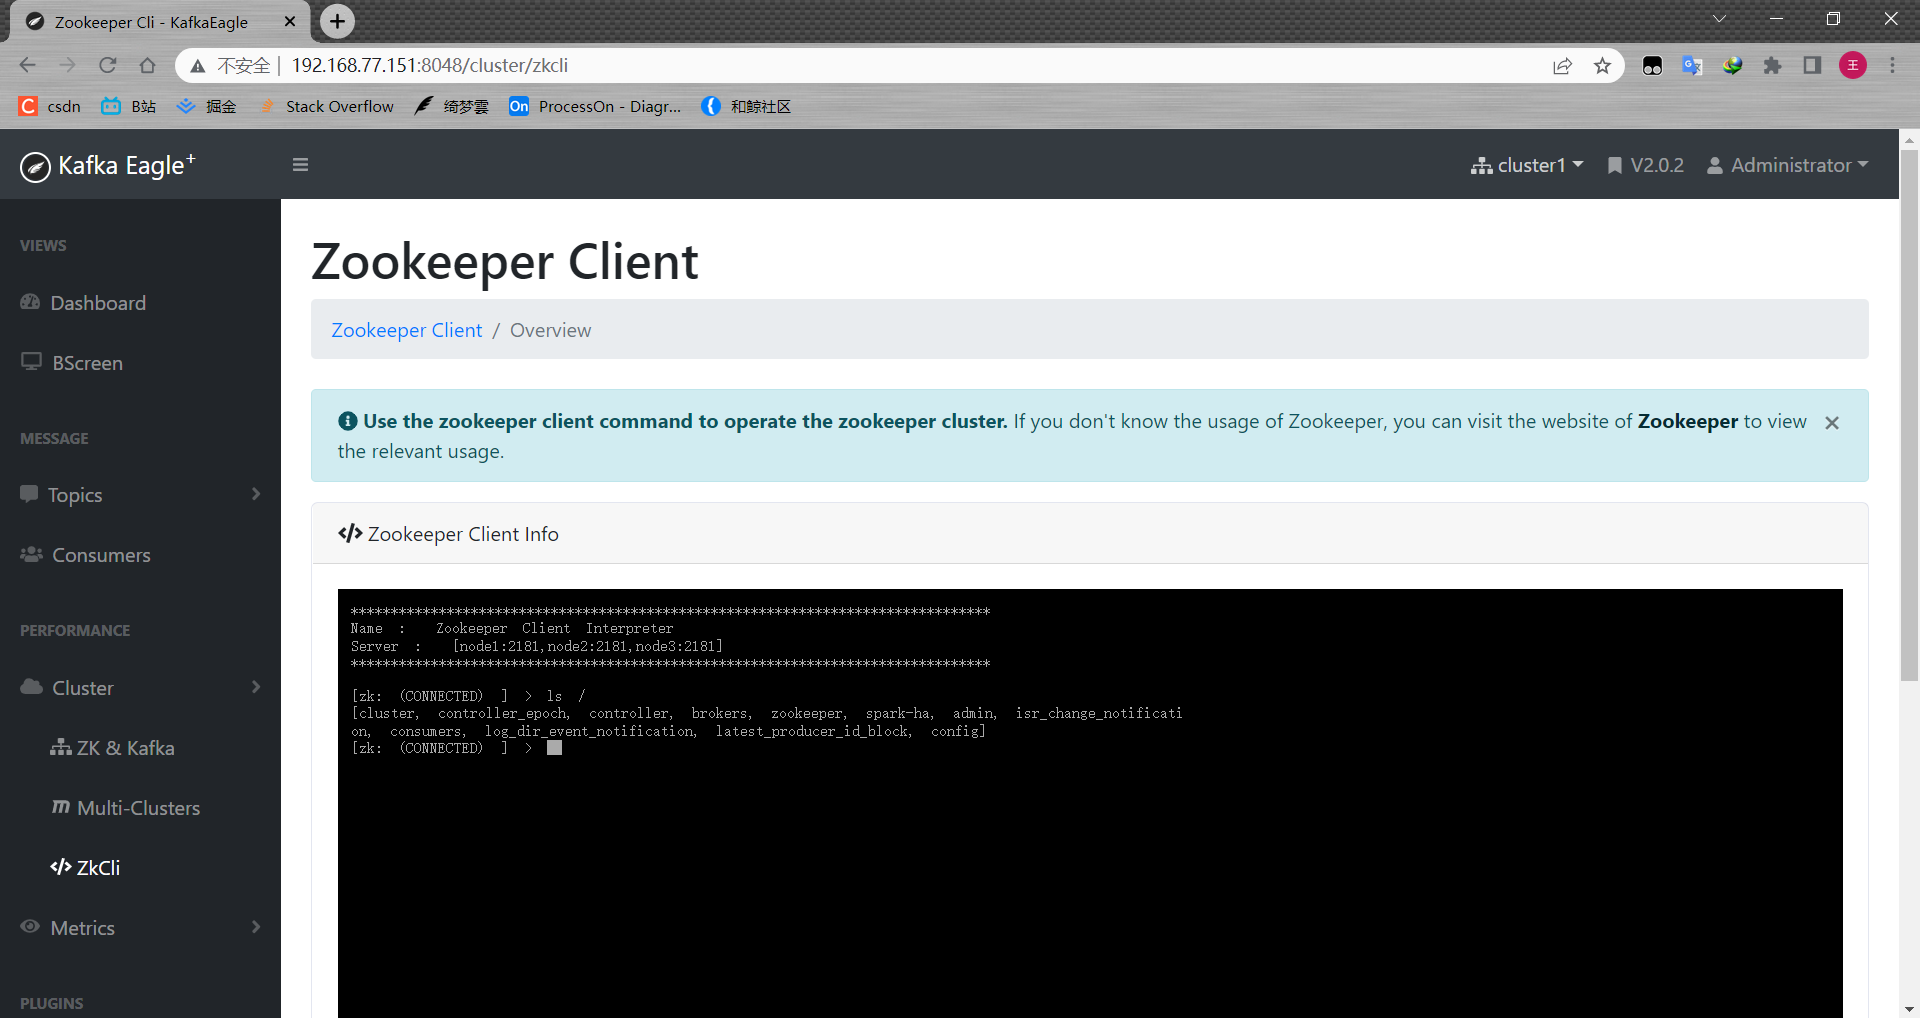 Zookeeper Cli - KafkaEagle
不安全 | 192.168.77.151:8048/cluster/zkcli
王
csdn B站 掘金 Stack Overflow 绮梦雲 On ProcessOn - Diagr... 和鲸社区
Kafka Eagle+
cluster1 V2.0.2 Administrator
VIEWS
Dashboard
BScreen
MESSAGE
Topics
Consumers
PERFORMANCE
Cluster
ZK & Kafka
Multi-Clusters
ZkCli
Metrics
PLUGINS
Zookeeper Client
Zookeeper Client / Overview
Use the zookeeper client command to operate the zookeeper cluster. If you don't know the usage of Zookeeper, you can visit the website of Zookeeper to view
the relevant usage.
Zookeeper Client Info
********************************************************************************
Name : Zookeeper Client Interpreter
Server : [node1:2181,node2:2181,node3:2181]
********************************************************************************
[zk: (CONNECTED) ] > ls /
[cluster, controller_epoch, controller, brokers, zookeeper, spark-ha, admin, isr_change_notificati
on, consumers, log_dir_event_notification, latest_producer_id_block, config]
[zk: (CONNECTED) ] >